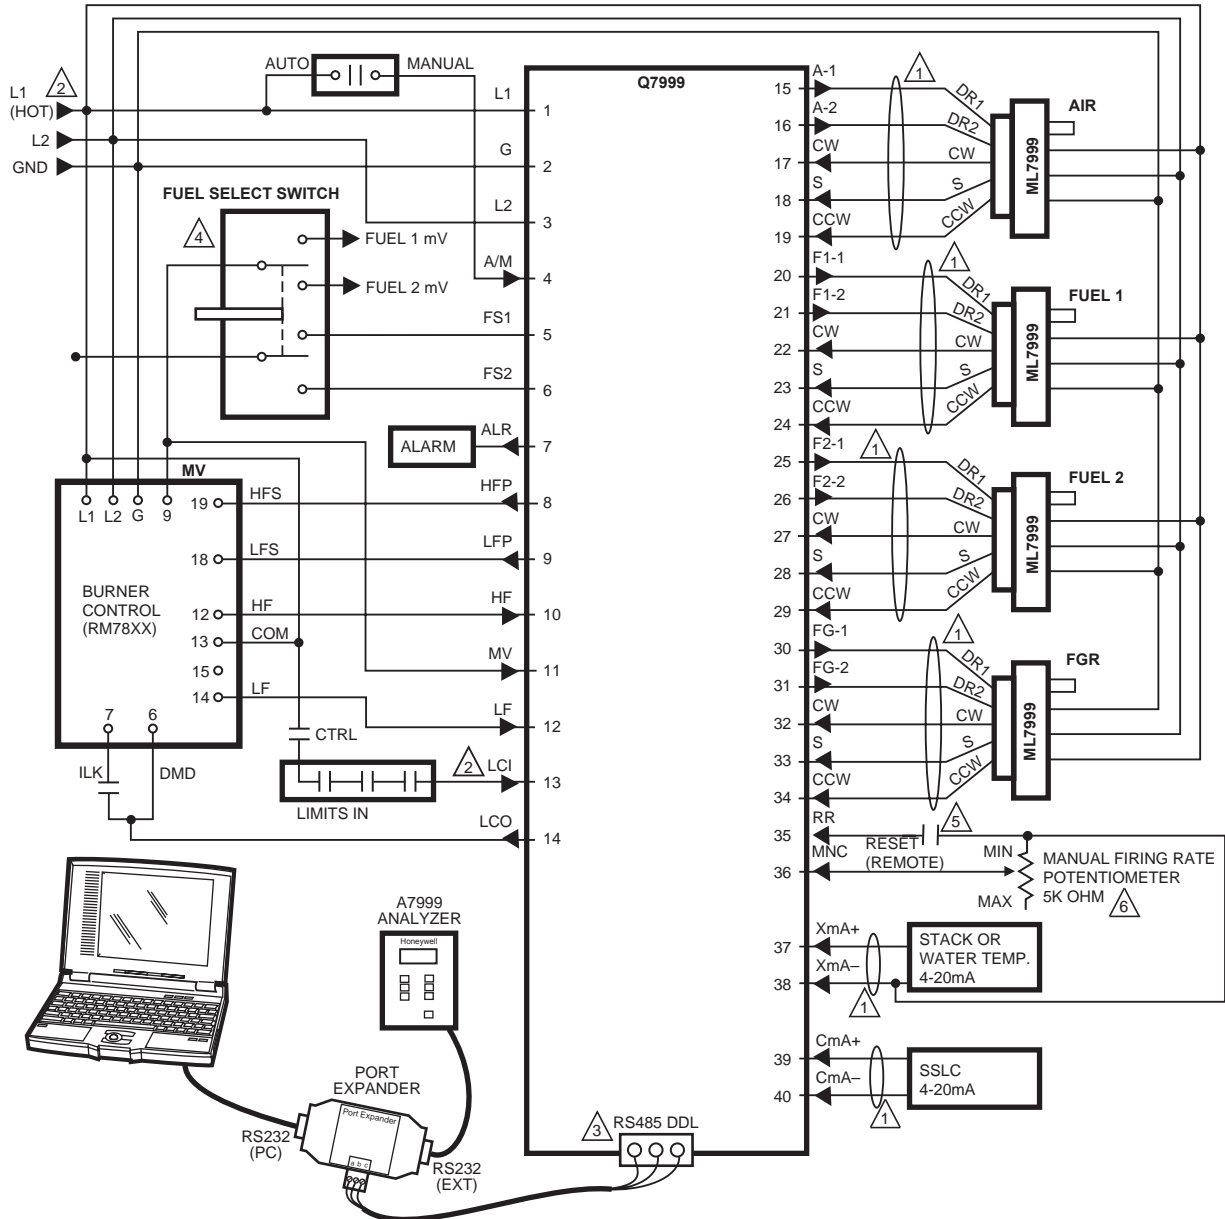 L1
(HOT)
2
L2
GND
AUTO
MANUAL
Q7999
L1
1
G
2
L2
3
A/M
4
FS1
5
FS2
6
ALR
7
HFP
8
LFP
9
HF
10
MV
11
LF
12
LCI
13
LCO
14
FUEL SELECT SWITCH
4
FUEL 1 mV
FUEL 2 mV
ALARM
MV
L1
L2
G
9
19
HFS
18
LFS
BURNER
CONTROL
(RM78XX)
12
HF
13
COM
15
14
LF
7
6
ILK
DMD
CTRL
2
LIMITS IN
15
A-1
16
A-2
17
CW
18
S
19
CCW
1
DR1
DR2
CW
S
CCW
ML7999
AIR
20
F1-1
21
F1-2
22
CW
23
S
24
CCW
1
DR1
DR2
CW
S
CCW
ML7999
FUEL 1
25
F2-1
26
F2-2
27
CW
28
S
29
CCW
1
DR1
DR2
CW
S
CCW
ML7999
FUEL 2
30
FG-1
31
FG-2
32
CW
33
S
34
CCW
1
DR1
DR2
CW
S
CCW
ML7999
FGR
35
RR
RESET
(REMOTE)
5
36
MNC
MIN
MAX
MANUAL FIRING RATE
POTENTIOMETER
5K OHM
6
37
XmA+
38
XmA–
1
STACK OR
WATER TEMP.
4-20mA
39
CmA+
40
CmA–
1
SSLC
4-20mA
A7999
ANALYZER
Honeywell
PORT
EXPANDER
Port Expander
a b c
RS232
(PC)
RS232
(EXT)
3
RS485 DDL